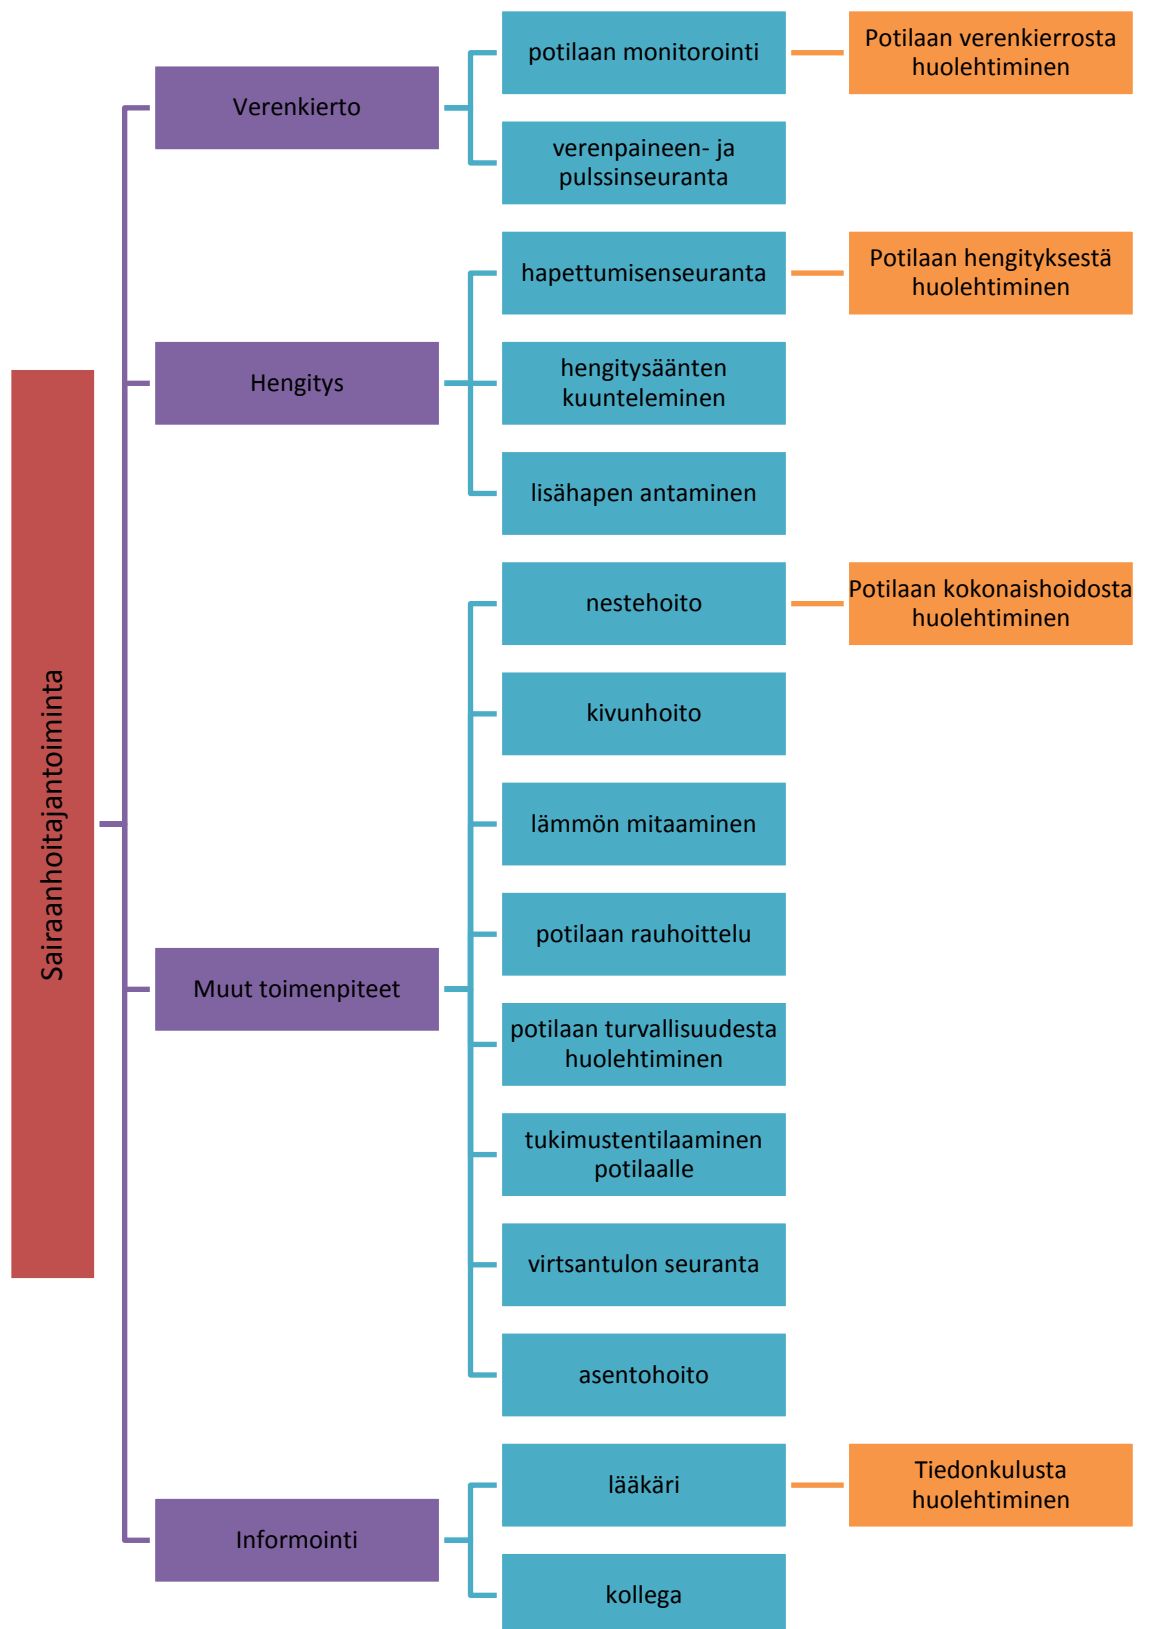 Sairaanhoitajantoiminta
Verenkierto
potilaan monitorointi
Potilaan verenkierrosta
huolehtiminen
verenpaineen- ja
pulssinseuranta
Hengitys
hapettumisenseuranta
Potilaan hengityksestä
huolehtiminen
hengitysäänten
kuunteleminen
lisähapen antaminen
Muut toimenpiteet
nestehoito
Potilaan kokonaishoidosta
huolehtiminen
kivunhoito
lämmön mitaaminen
potilaan rauhoittelu
potilaan turvallisuudesta
huolehtiminen
tukimustentilaaminen
potilaalle
virtsantulon seuranta
asentohoito
Informointi
lääkäri
Tiedonkulusta
huolehtiminen
kollega